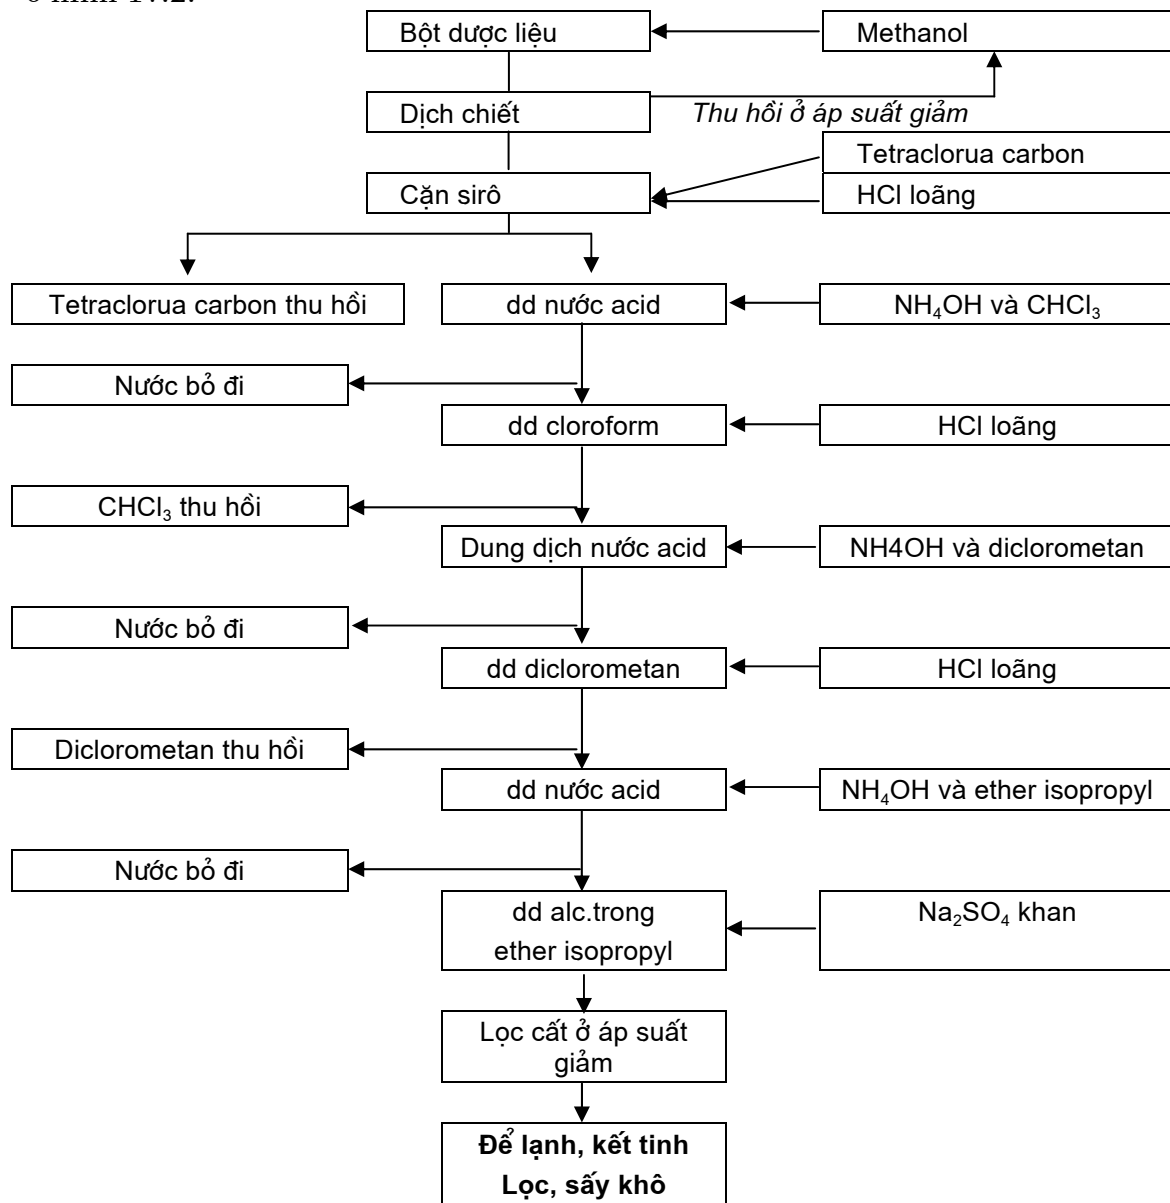 Bột dược liệu
Methanol
Dịch chiết
Thu hồi ở áp suất giảm
Tetraclorua carbon
Cặn sirô
HCl loãng
Tetraclorua carbon thu hồi
dd nước acid
NH₄OH và CHCl₃
Nước bỏ đi
dd cloroform
HCl loãng
CHCl₃ thu hồi
Dung dịch nước acid
NH4OH và diclorometan
Nước bỏ đi
dd diclorometan
HCl loãng
Diclorometan thu hồi
dd nước acid
NH₄OH và ether isopropyl
Nước bỏ đi
dd alc.trong
ether isopropyl
Na₂SO₄ khan
Lọc cất ở áp suất
giảm
Để lạnh, kết tinh
Lọc, sấy khô